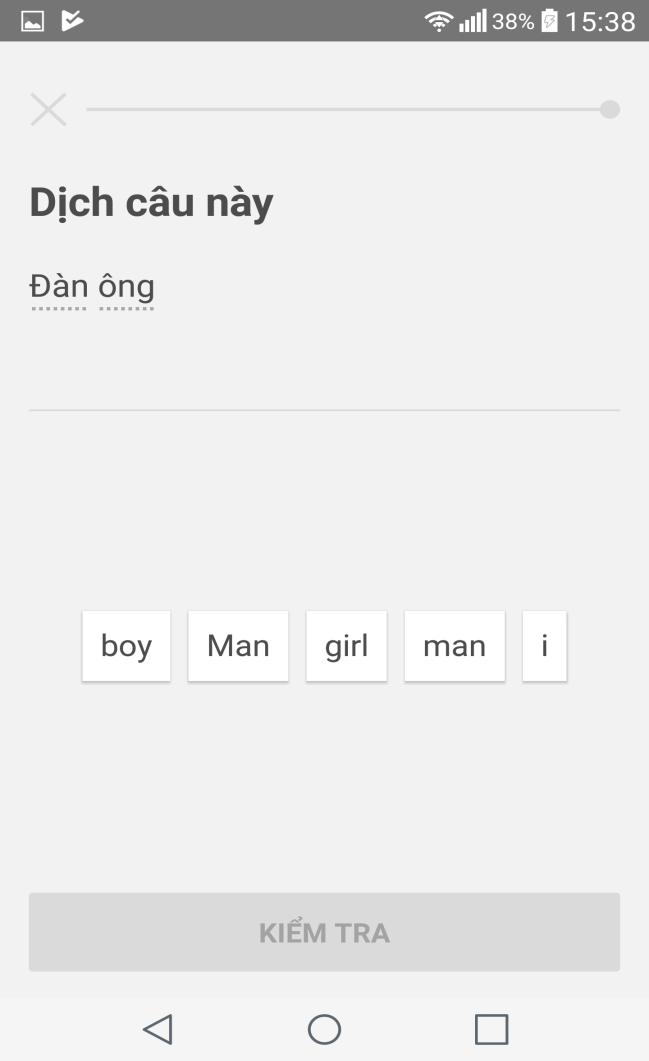 38% 15:38
Dịch câu này
Đàn ông
boy Man girl man i
KIỂM TRA